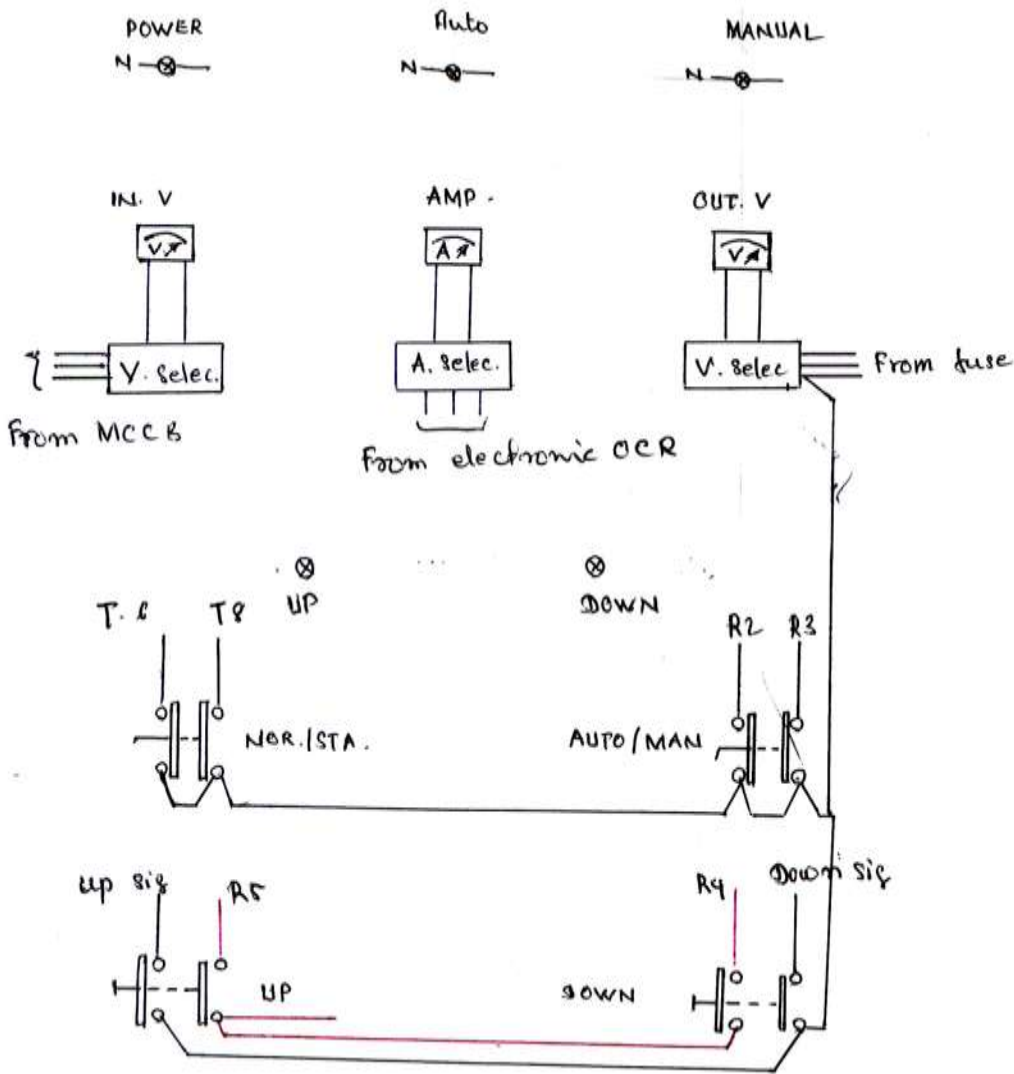 POWER Auto MANUAL
N N N
IN. V AMP. OUT. V
V A V
V. Selec. A. Selec. V. Selec From fuse
From MCCB
From electronic OCR
UP DOWN
T8 R2 R3
NOR./STA. AUTO/MAN
up sig R5 R4 Down sig
UP DOWN